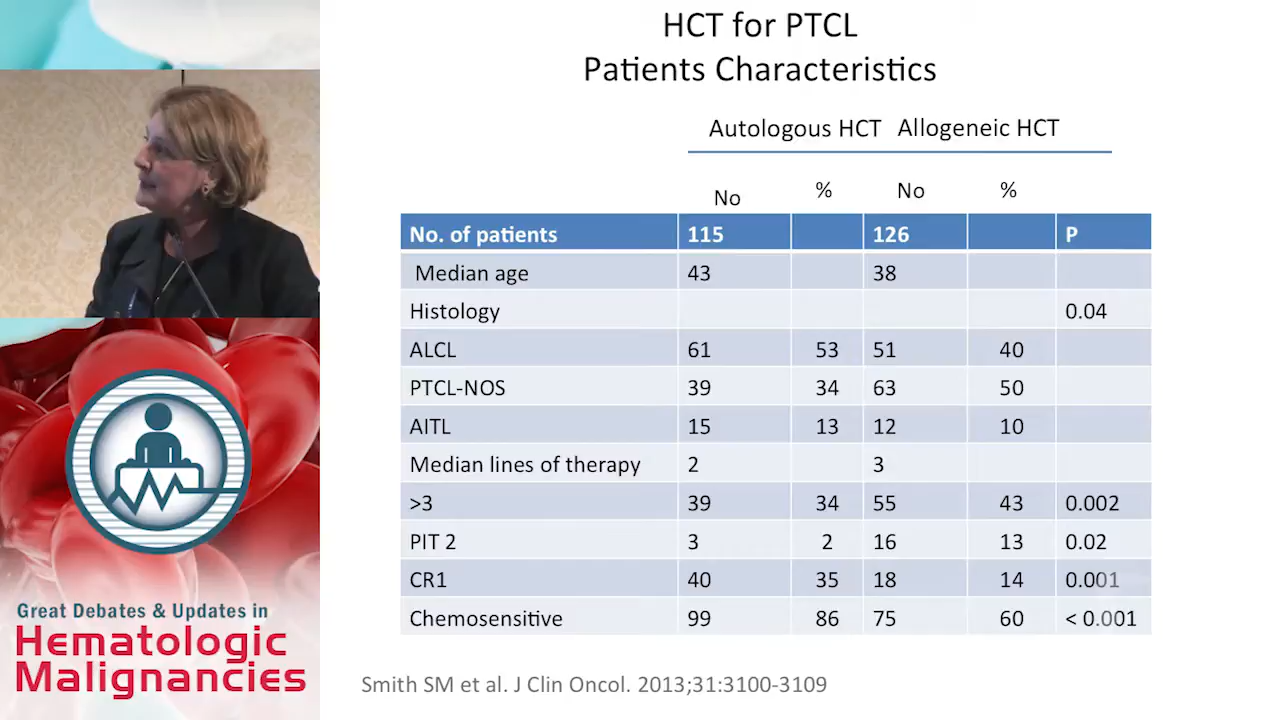 HCT for PTCL
Patients Characteristics
Autologous HCT Allogeneic HCT
No % No %
No. of patients 115 126 P
Median age 43 38
Histology 0.04
ALCL 61 53 51 40
PTCL-NOS 39 34 63 50
AITL 15 13 12 10
Median lines of therapy 2 3
>3 39 34 55 43 0.002
PIT 2 3 2 16 13 0.02
CR1 40 35 18 14 0.001
Chemosensitive 99 86 75 60 < 0.001
Smith SM et al. J Clin Oncol. 2013;31:3100-3109
Great Debates & Updates in
Hematologic
Malignancies